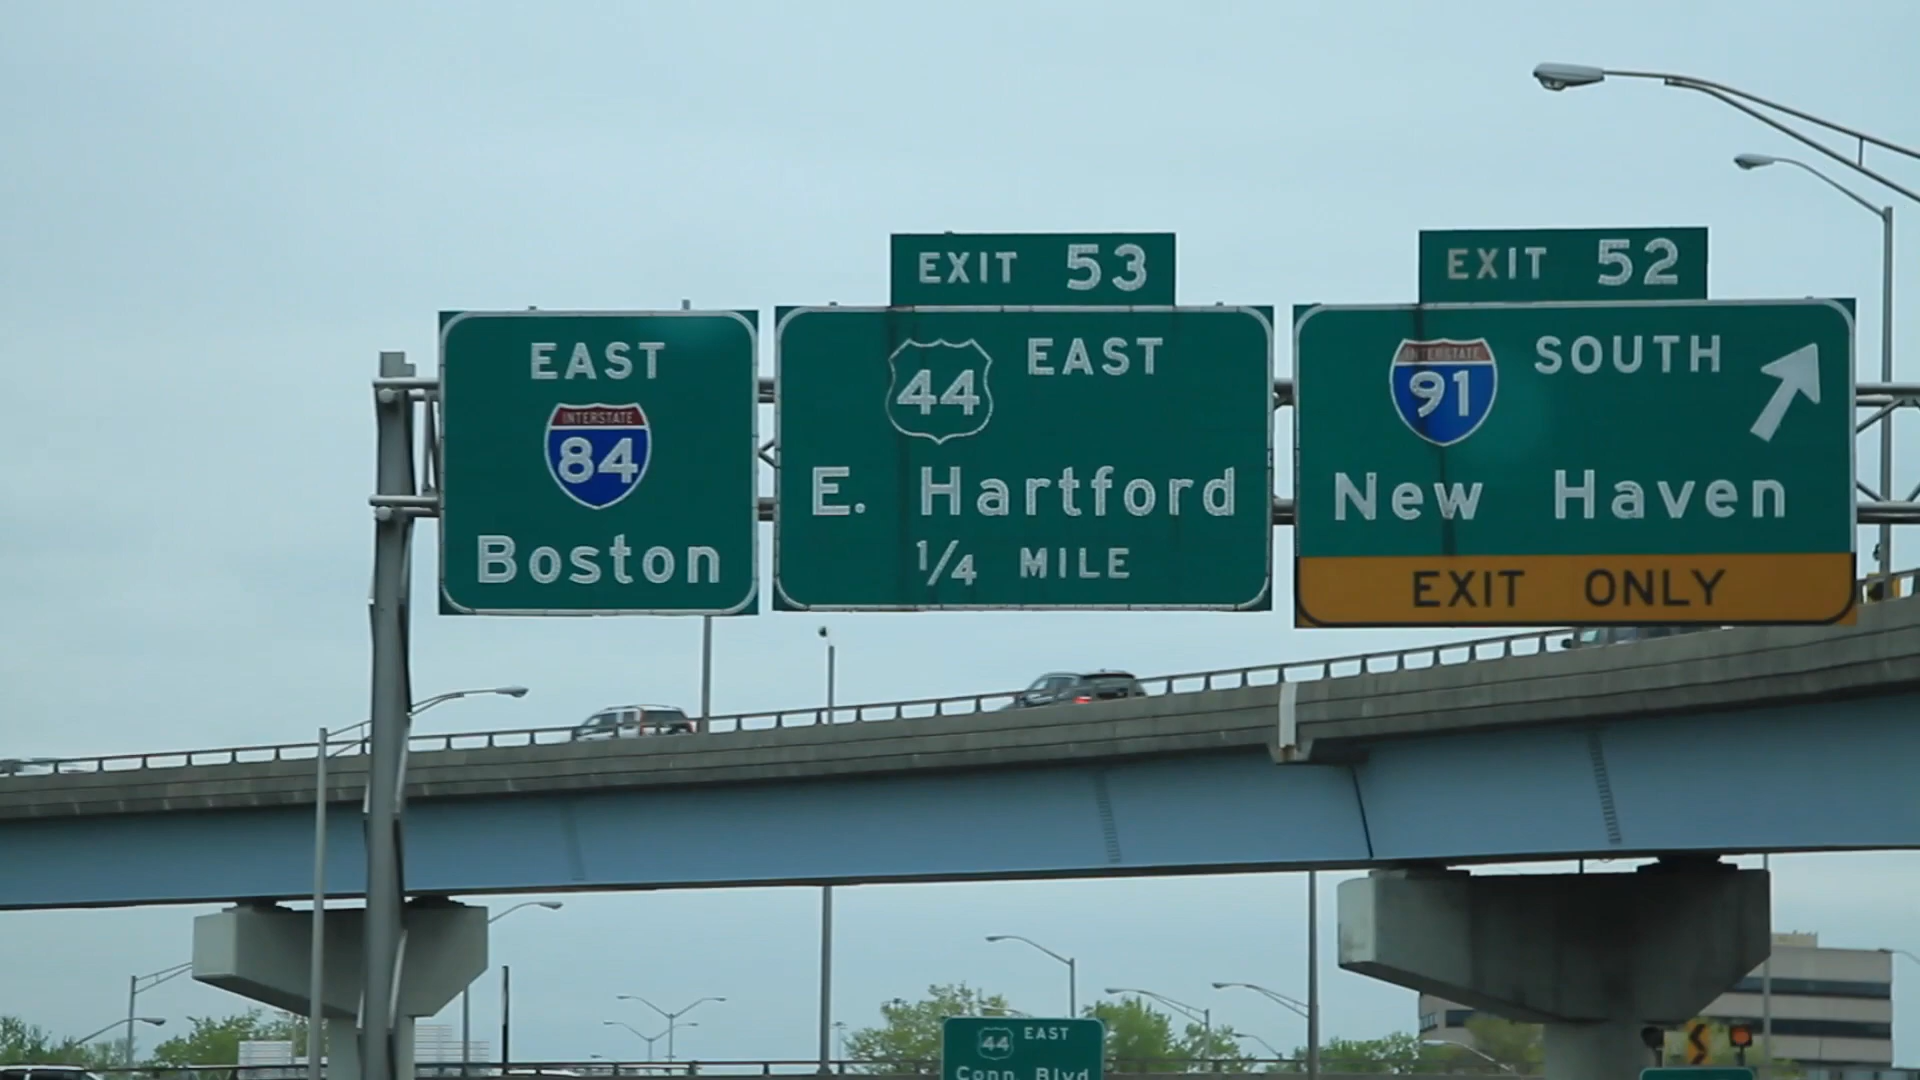 EAST
INTERSTATE
84
Boston
EXIT 53
44 EAST
E. Hartford
1/4 MILE
EXIT 52
INTERSTATE
91 SOUTH
New Haven
EXIT ONLY
44 EAST
Conn Blvd